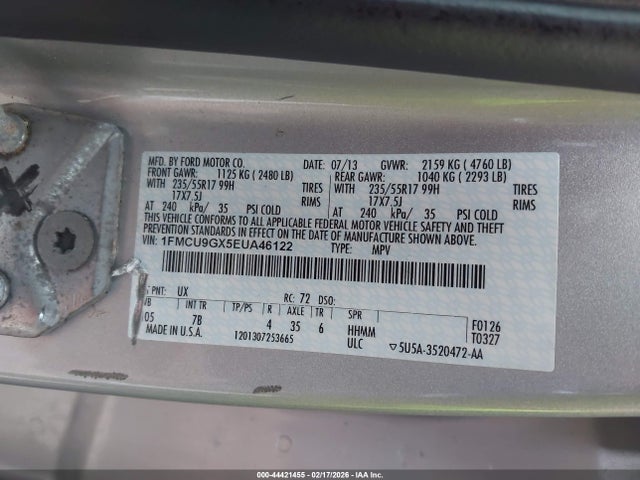 MFD. BY FORD MOTOR CO. DATE: 07/13 GVWR: 2159 KG ( 4760 LB)
FRONT GAWR: 1125 KG ( 2480 LB) REAR GAWR: 1040 KG ( 2293 LB)
WITH 235/55R17 99H TIRES WITH 235/55R17 99H TIRES
17X7.5J RIMS 17X7.5J RIMS
AT 240 kPa/ 35 PSI COLD AT 240 kPa/ 35 PSI COLD
THIS VEHICLE CONFORMS TO ALL APPLICABLE FEDERAL MOTOR VEHICLE SAFETY
STANDARDS IN EFFECT ON THE DATE OF MANUFACTURE SHOWN ABOVE.
VIN: 1FMCU9GX5EUA46122 TYPE: MPV
PNT: UX RC: 72 DSO:
WB INT TR TP/PS R AXLE TR SPR F0126
05 7B 4 35 6 HHMM T0327
MADE IN U.S.A. 1201307253665 ULC 5U5A-3520472-AA
000-44421455 - 02/17/2026 - IAA Inc.